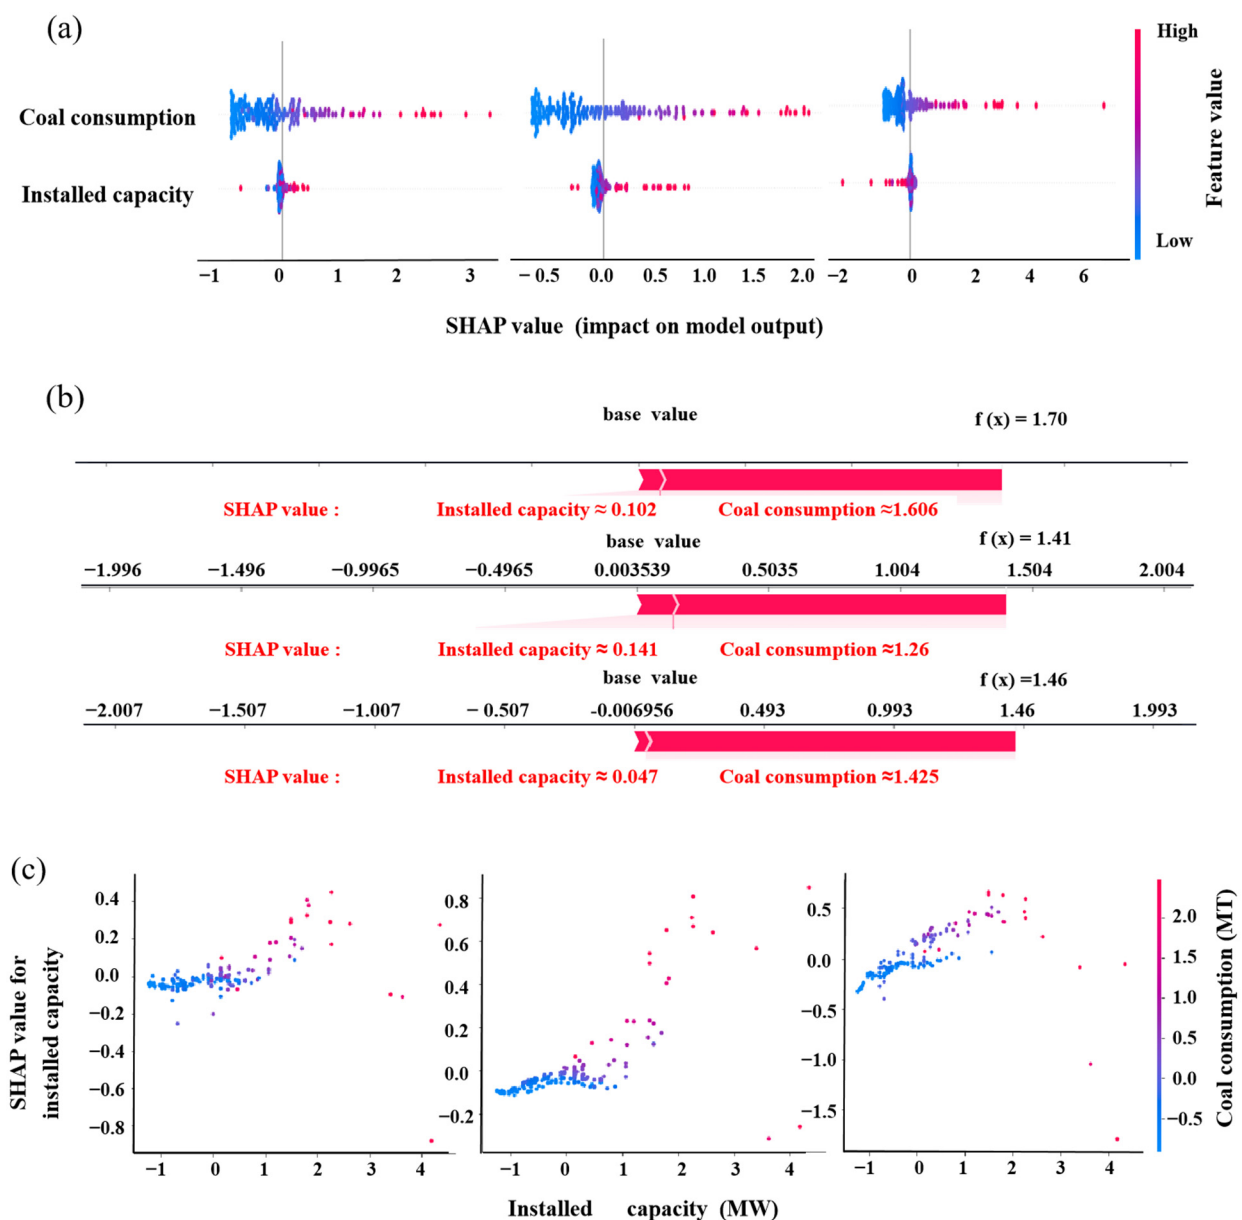 (a)
High
Coal consumption
Installed capacity
Feature value
Low
−1 0 1 2 3
−0.5 0.0 0.5 1.0 1.5 2.0
−2 0 2 4 6
SHAP value (impact on model output)
(b)
base value
f (x) = 1.70
SHAP value :
Installed capacity ≈ 0.102
Coal consumption ≈1.606
base value
f (x) = 1.41
−1.996 −1.496 −0.9965 −0.4965 0.003539 0.5035 1.004 1.504 2.004
SHAP value :
Installed capacity ≈ 0.141
Coal consumption ≈1.26
base value
f (x) =1.46
−2.007 −1.507 −1.007 −0.507 -0.006956 0.493 0.993 1.46 1.993
SHAP value :
Installed capacity ≈ 0.047
Coal consumption ≈1.425
(c)
SHAP value for
installed capacity
0.4
0.2
0.0
−0.2
−0.4
−0.6
−0.8
−1 0 1 2 3 4
0.8
0.6
0.4
0.2
0.0
−0.2
−1 0 1 2 3 4
0.5
0.0
−0.5
−1.0
−1.5
−1 0 1 2 3 4
2.0
1.5
1.0
0.5
0.0
−0.5
Coal consumption (MT)
Installed capacity (MW)